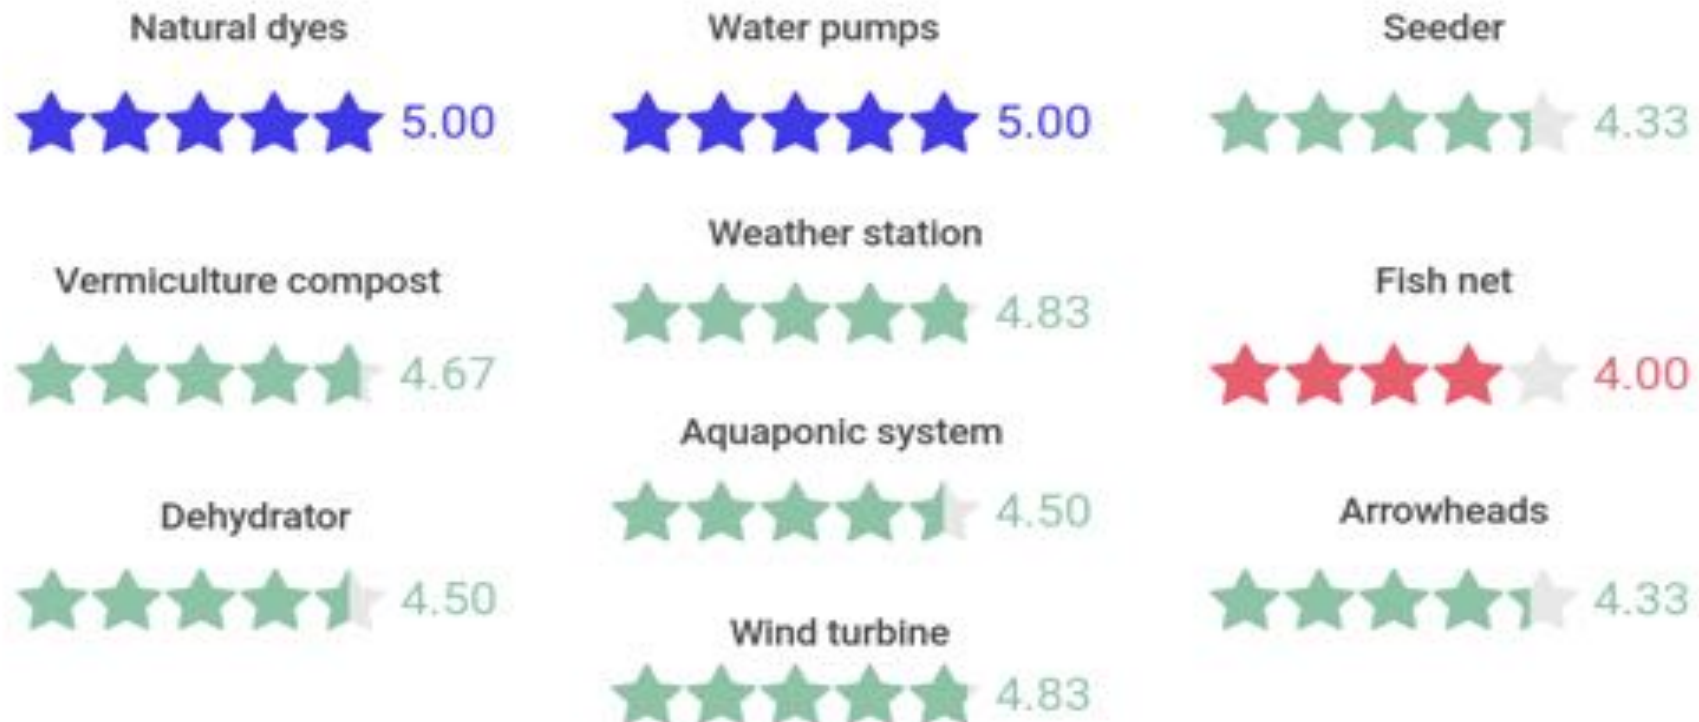 Natural dyes
5.00
Vermiculture compost
4.67
Dehydrator
4.50
Water pumps
5.00
Weather station
4.83
Aquaponic system
4.50
Wind turbine
4.83
Seeder
4.33
Fish net
4.00
Arrowheads
4.33